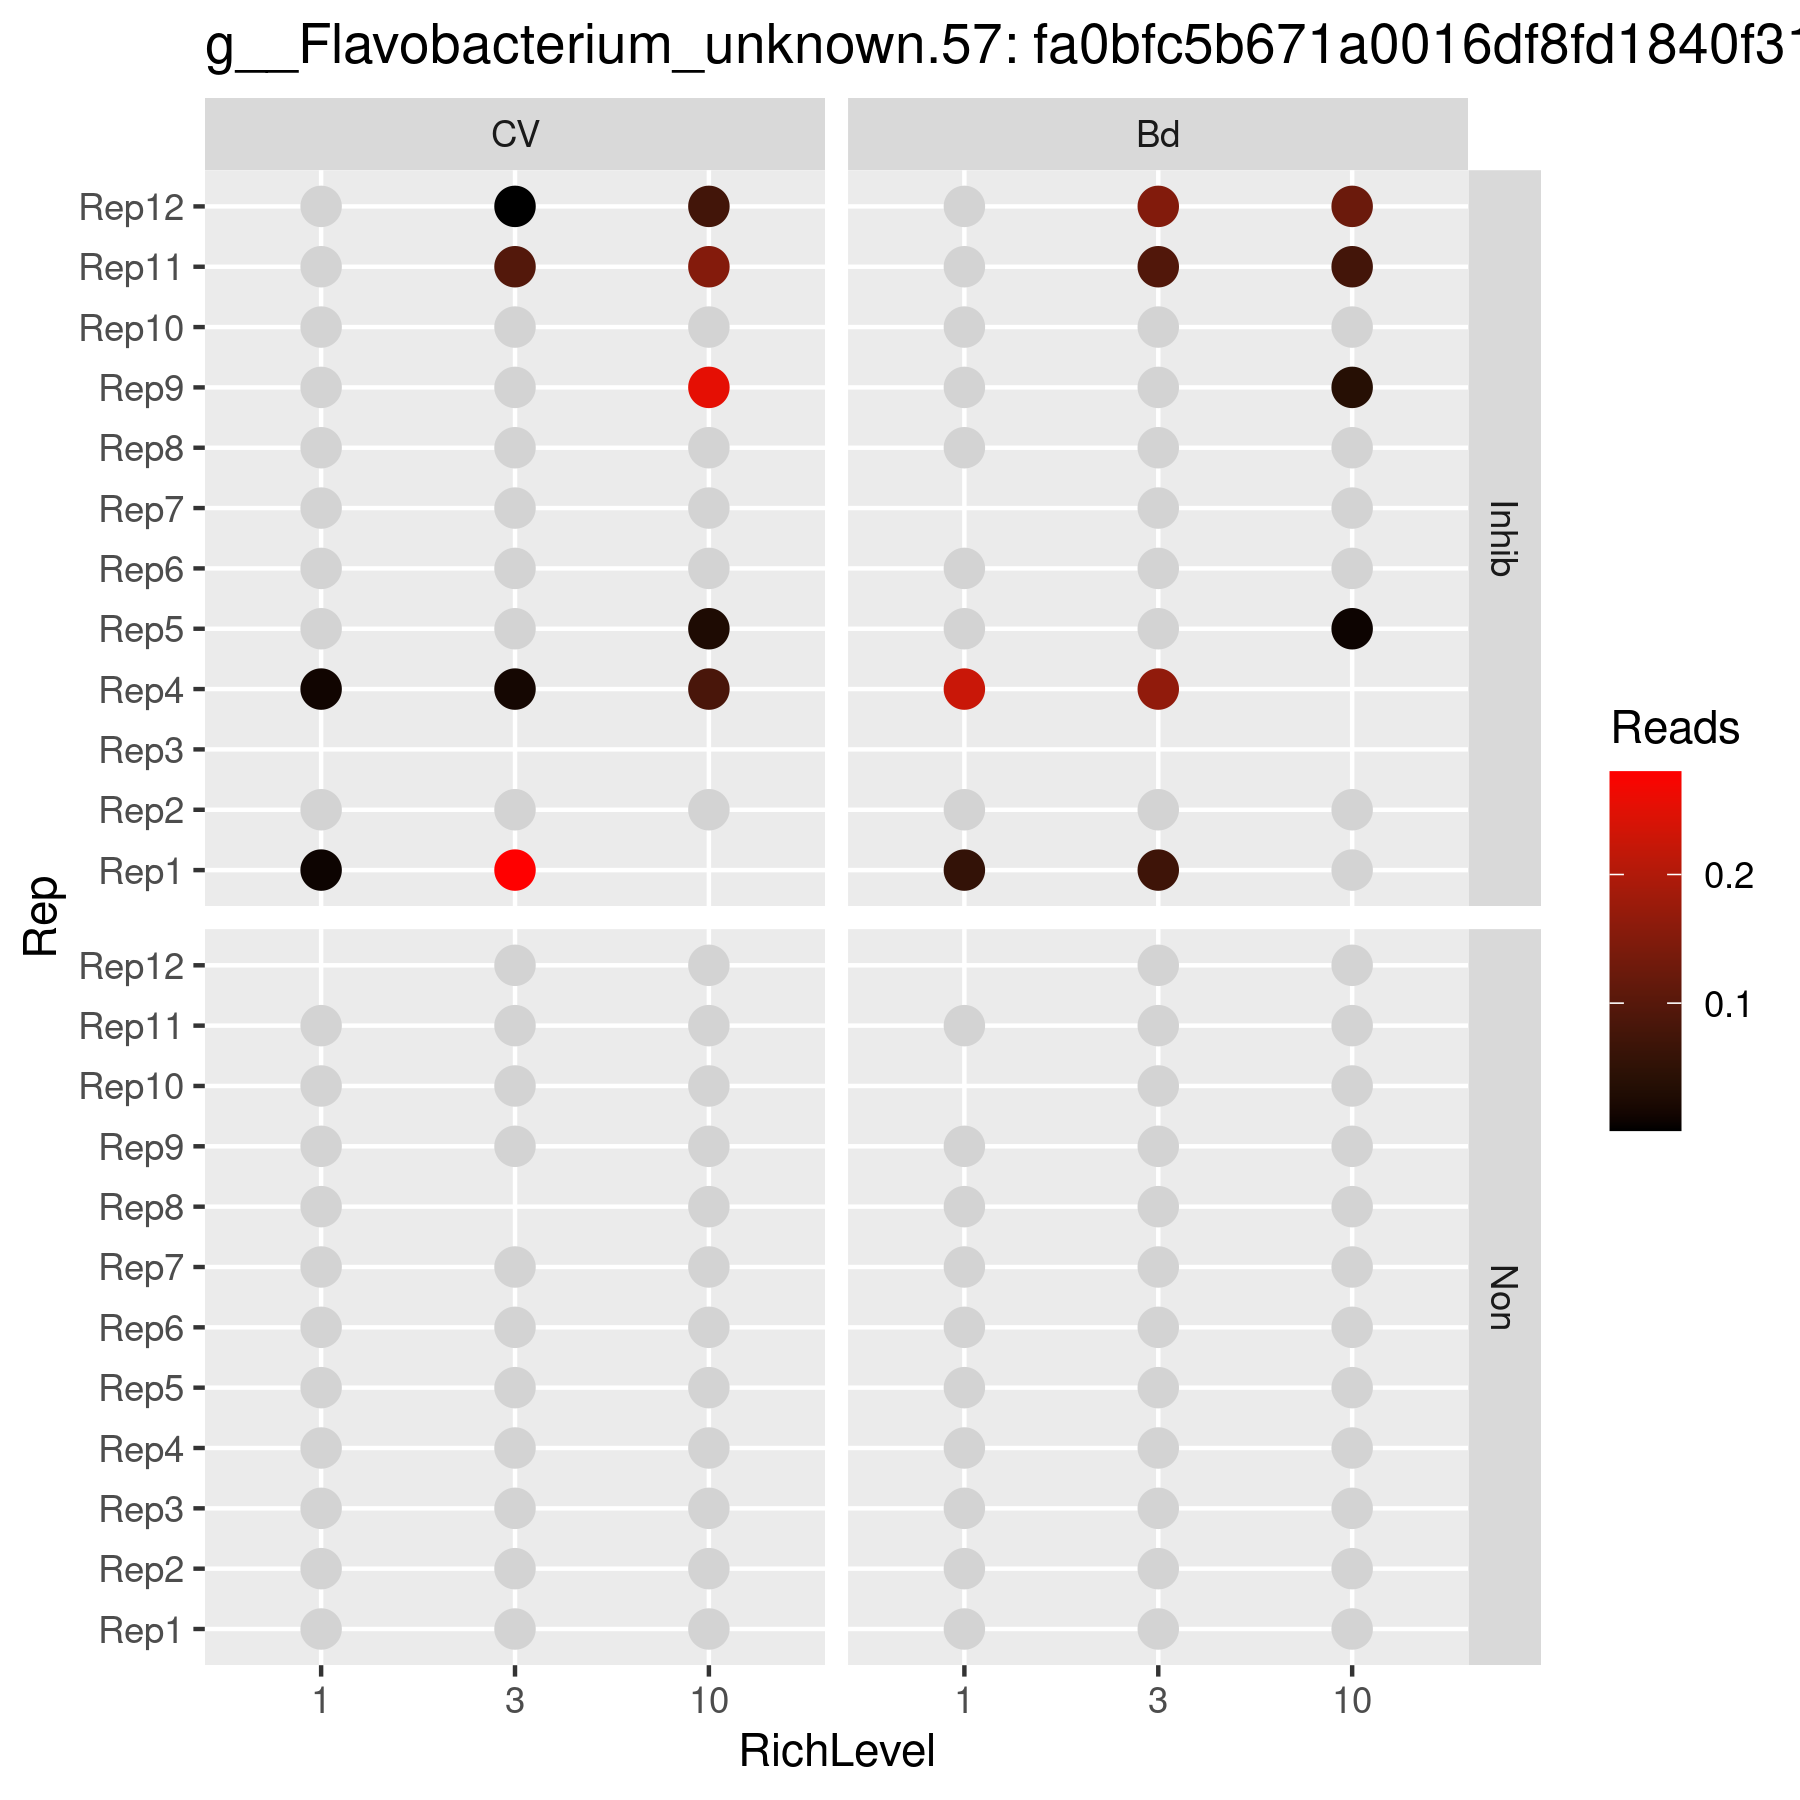 g__Flavobacterium_unknown.57: fa0bfc5b671a0016df8fd1840f31
CV
Bd
Rep12
Rep11
Rep10
Rep9
Rep8
Rep7
Rep6
Rep5
Rep4
Rep3
Rep2
Rep1
Inhib
Rep12
Rep11
Rep10
Rep9
Rep8
Rep7
Rep6
Rep5
Rep4
Rep3
Rep2
Rep1
Non
Rep
1
3
10
1
3
10
RichLevel
Reads
0.2
0.1